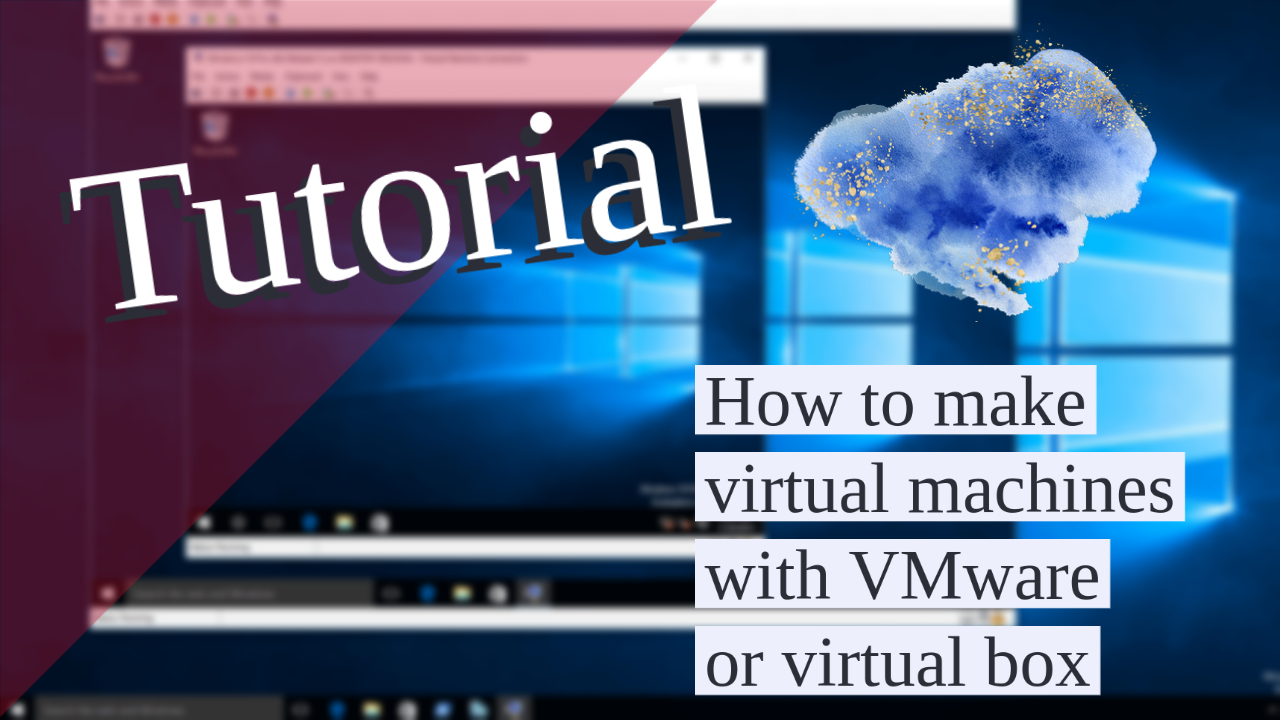 Tutorial
How to make
virtual machines
with VMware
or virtual box